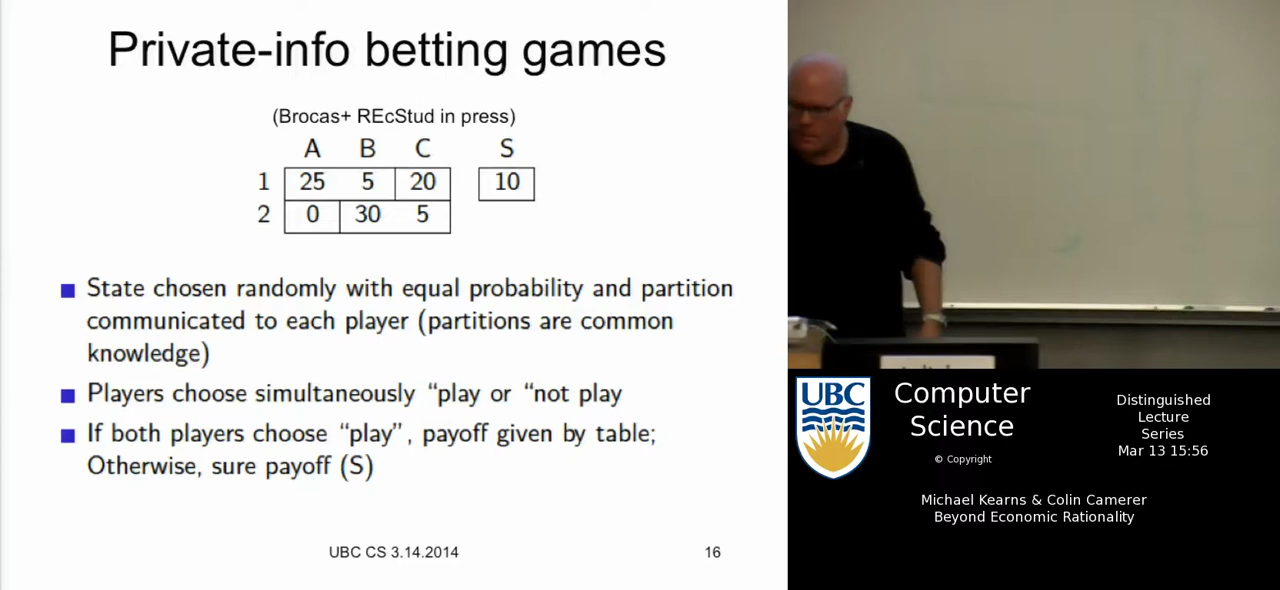 Private-info betting games
(Brocas+ REcStud in press)
A B C S
1 25 5 20 10
2 0 30 5
State chosen randomly with equal probability and partition
communicated to each player (partitions are common
knowledge)
Players choose simultaneously “play or “not play
If both players choose “play”, payoff given by table;
Otherwise, sure payoff (S)
UBC CS 3.14.2014
16
UBC
Computer
Science
© Copyright
Distinguished
Lecture
Series
Mar 13 15:56
Michael Kearns & Colin Camerer
Beyond Economic Rationality